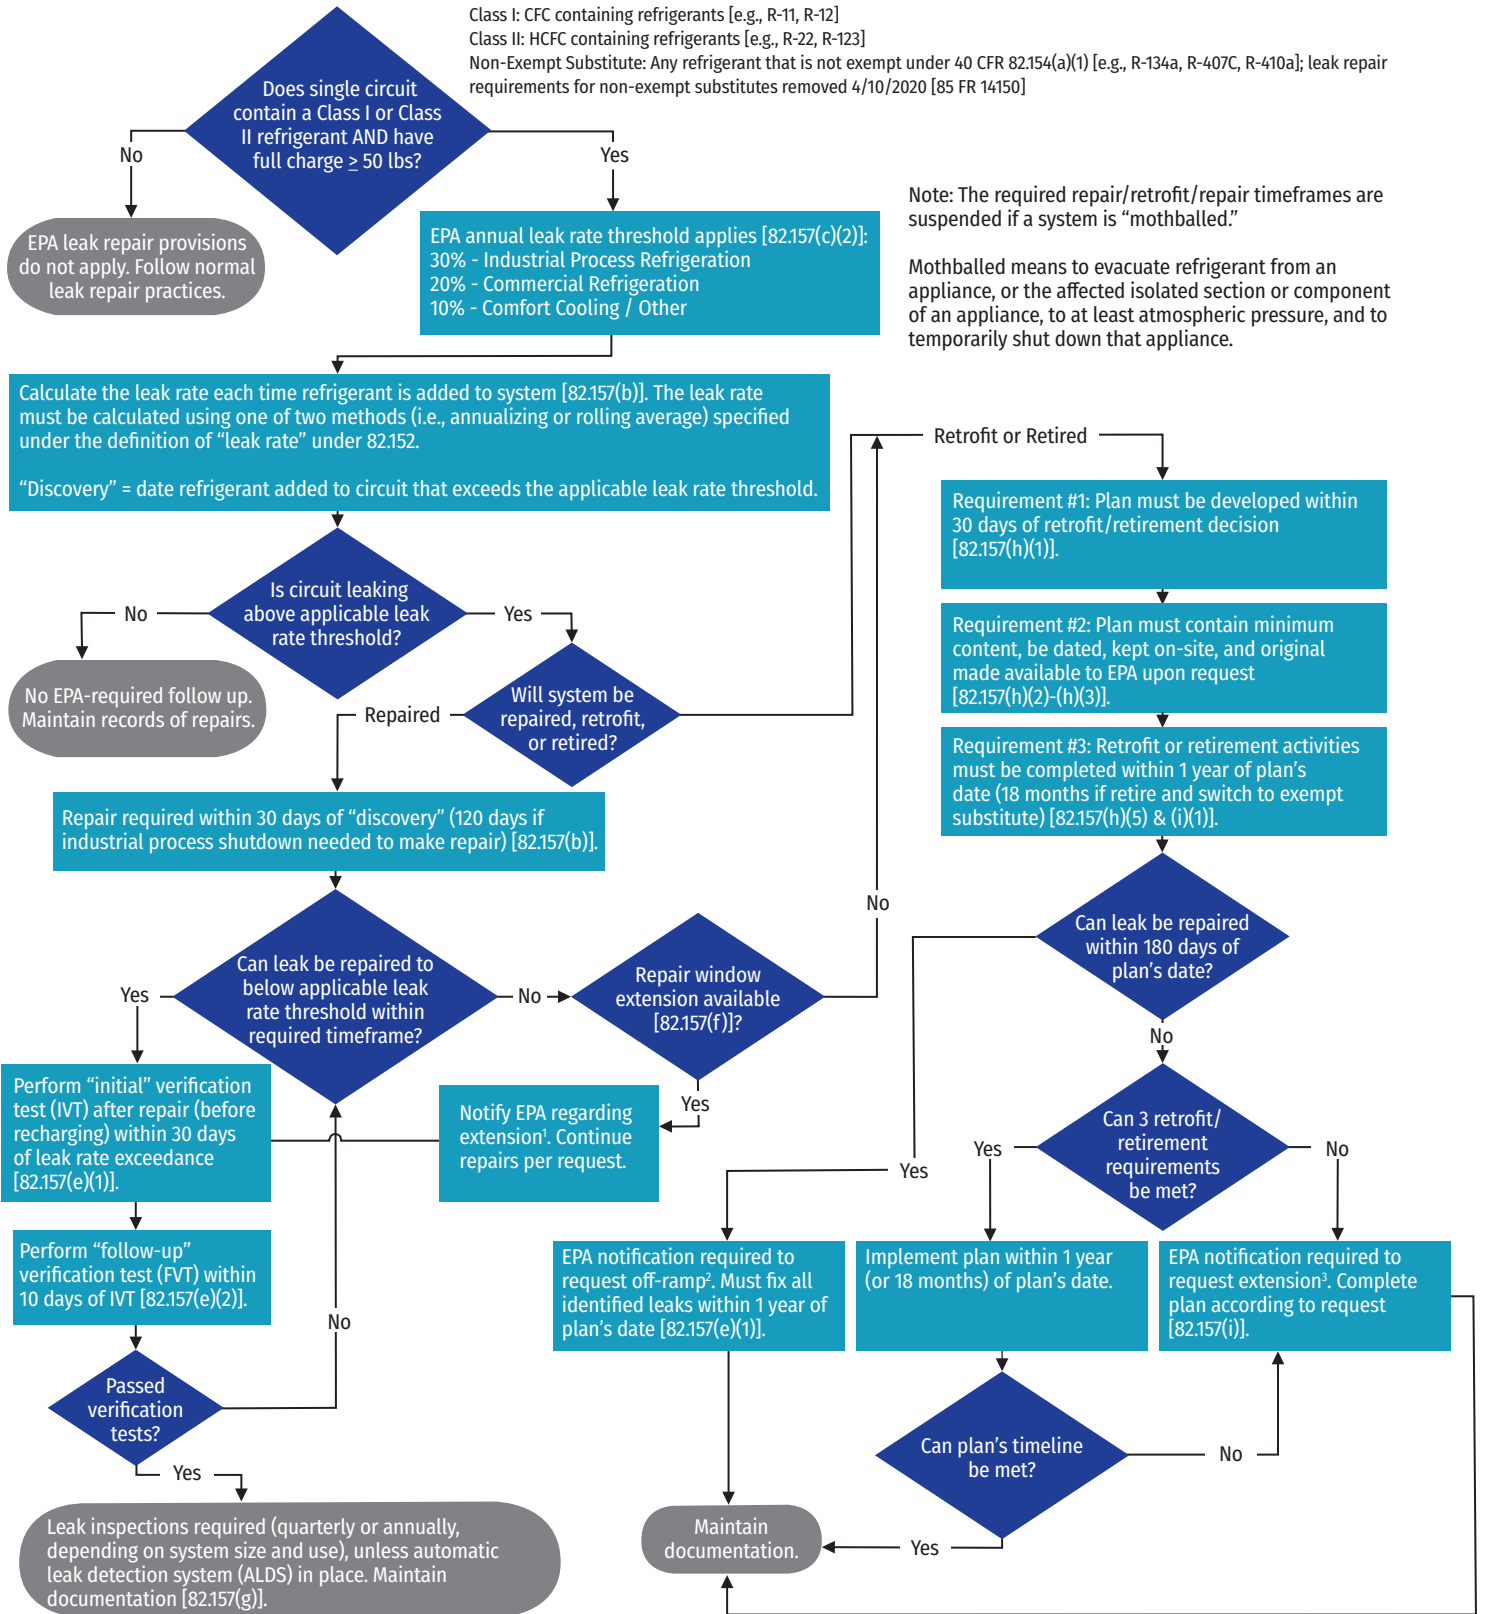 Class I: CFC containing refrigerants [e.g., R-11, R-12]
Class II: HCFC containing refrigerants [e.g., R-22, R-123]
Non-Exempt Substitute: Any refrigerant that is not exempt under 40 CFR 82.154(a)(1) [e.g., R-134a, R-407C, R-410a]; leak repair
requirements for non-exempt substitutes removed 4/10/2020 [85 FR 14150]
Does single circuit
contain a Class I or Class
II refrigerant AND have
full charge ≥ 50 lbs?
No
Yes
EPA leak repair provisions
do not apply. Follow normal
leak repair practices.
EPA annual leak rate threshold applies [82.157(c)(2)]:
30% - Industrial Process Refrigeration
20% - Commercial Refrigeration
10% - Comfort Cooling / Other
Note: The required repair/retrofit/repair timeframes are
suspended if a system is “mothballed.”
Mothballed means to evacuate refrigerant from an
appliance, or the affected isolated section or component
of an appliance, to at least atmospheric pressure, and to
temporarily shut down that appliance.
Calculate the leak rate each time refrigerant is added to system [82.157(b)]. The leak rate
must be calculated using one of two methods (i.e., annualizing or rolling average) specified
under the definition of “leak rate” under 82.152.
“Discovery” = date refrigerant added to circuit that exceeds the applicable leak rate threshold.
Is circuit leaking
above applicable leak
rate threshold?
No
Yes
No EPA-required follow up.
Maintain records of repairs.
Will system be
repaired, retrofit,
or retired?
Repaired
Retrofit or Retired
Requirement #1: Plan must be developed within
30 days of retrofit/retirement decision
[82.157(h)(1)].
Requirement #2: Plan must contain minimum
content, be dated, kept on-site, and original
made available to EPA upon request
[82.157(h)(2)-(h)(3)].
Requirement #3: Retrofit or retirement activities
must be completed within 1 year of plan’s
date (18 months if retire and switch to exempt
substitute) [82.157(h)(5) & (i)(1)].
Repair required within 30 days of “discovery” (120 days if
industrial process shutdown needed to make repair) [82.157(b)].
Can leak be repaired to
below applicable leak
rate threshold within
required timeframe?
Yes
No
Repair window
extension available
[82.157(f)]?
No
Yes
Notify EPA regarding
extension¹. Continue
repairs per request.
Perform “initial” verification
test (IVT) after repair (before
recharging) within 30 days
of leak rate exceedance
[82.157(e)(1)].
Perform “follow-up”
verification test (FVT) within
10 days of IVT [82.157(e)(2)].
Passed
verification
tests?
No
Yes
Leak inspections required (quarterly or annually,
depending on system size and use), unless automatic
leak detection system (ALDS) in place. Maintain
documentation [82.157(g)].
Can leak be repaired
within 180 days of
plan’s date?
No
Yes
Can 3 retrofit/
retirement
requirements
be met?
Yes
No
EPA notification required to
request off-ramp². Must fix all
identified leaks within 1 year of
plan’s date [82.157(e)(1)].
Implement plan within 1 year
(or 18 months) of plan’s date.
EPA notification required to
request extension³. Complete
plan according to request
[82.157(i)].
Can plan’s timeline
be met?
No
Yes
Maintain
documentation.